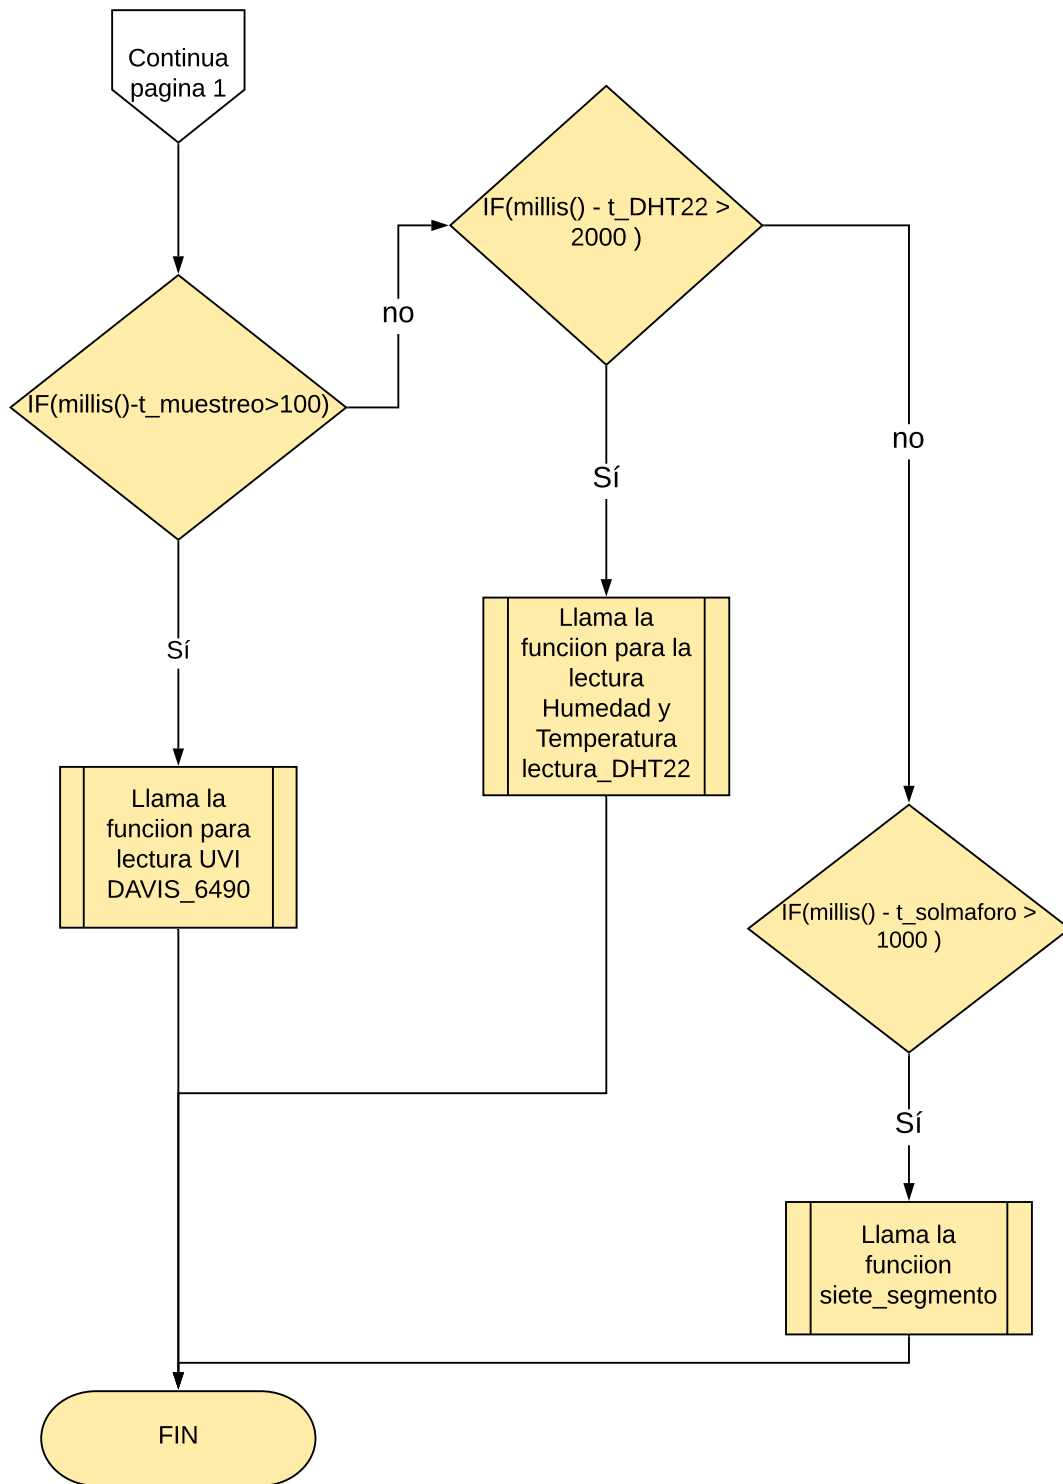 Continua
pagina 1
IF(millis() - t_DHT22 >
2000 )
no
IF(millis()-t_muestreo>100)
no
Sí
Llama la
funciion para la
lectura
Humedad y
Temperatura
lectura_DHT22
Sí
Llama la
funciion para
lectura UVI
DAVIS_6490
IF(millis() - t_solmaforo >
1000 )
Sí
Llama la
funciion
siete_segmento
FIN